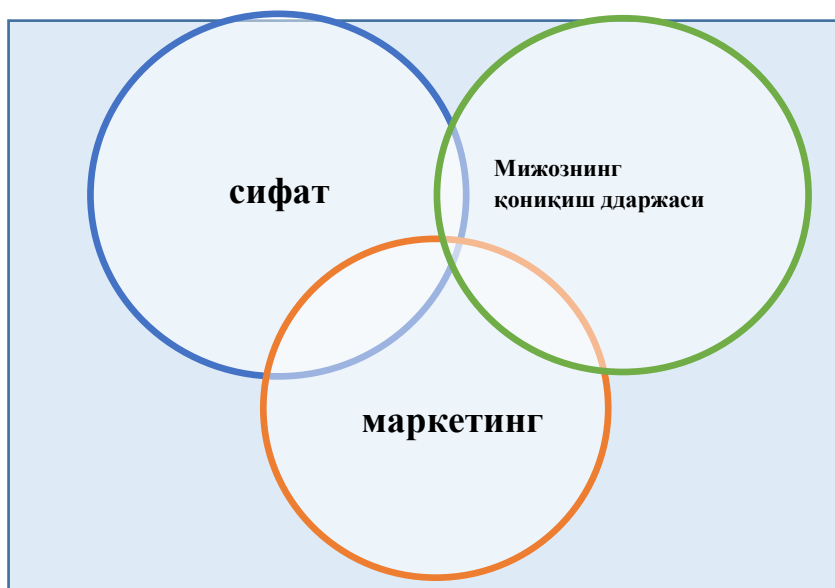 сифат
Мижознинг
қониқиш ддаржаси
маркетинг